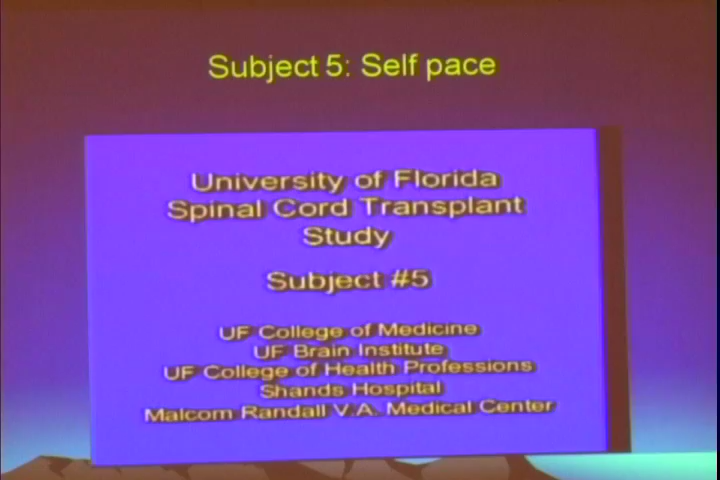 Subject 5: Self pace
University of Florida
Spinal Cord Transplant
Study
Subject #5
UF College of Medicine
UF Brain Institute
UF College of Health Professions
Shands Hospital
Malcom Randall V.A. Medical Center